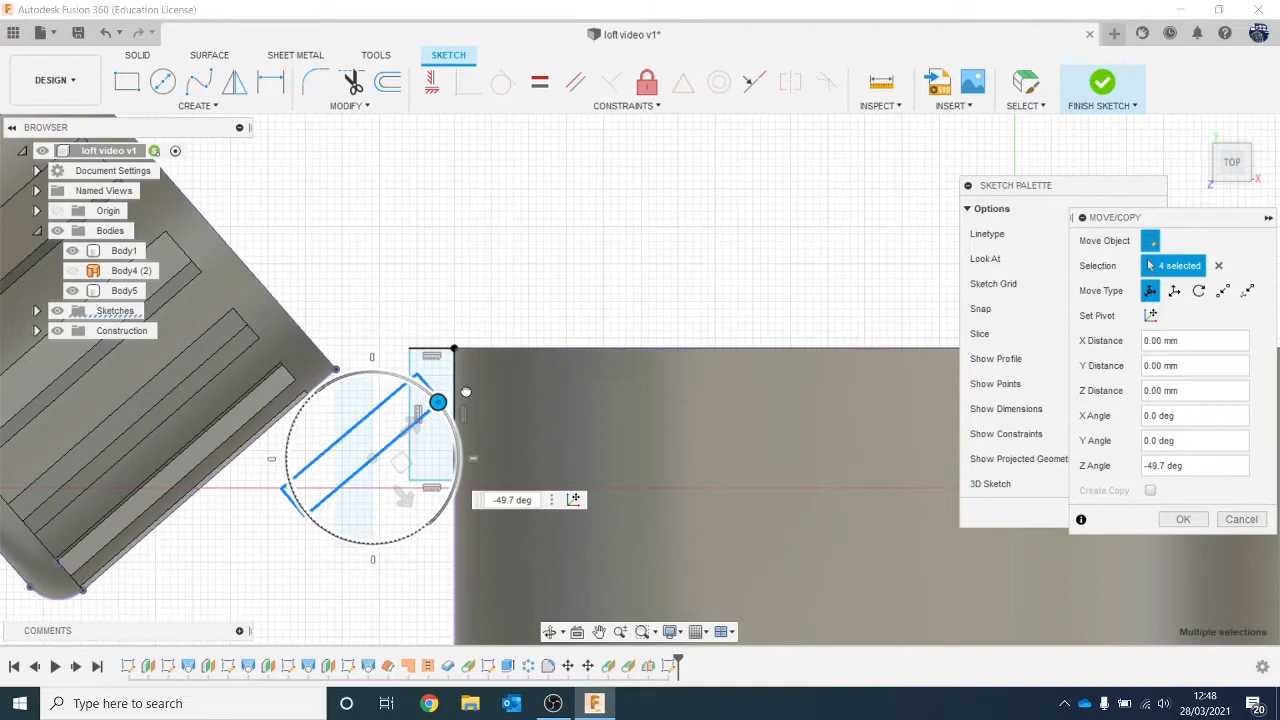 Autodesk Fusion 360 (Education License)
loft video v1*
DESIGN
SOLID
SURFACE
SHEET METAL
TOOLS
SKETCH
CREATE
MODIFY
CONSTRAINTS
INSPECT
INSERT
SELECT
FINISH SKETCH
BROWSER
loft video v1
Document Settings
Named Views
Origin
Bodies
Body1
Body4 (2)
Body5
Sketches
Construction
TOP
Z
X
SKETCH PALETTE
Options
Linetype
Look At
Sketch Grid
Snap
Slice
Show Profile
Show Points
Show Dimensions
Show Constraints
Show Projected Geomet
3D Sketch
MOVE/COPY
Move Object
Selection
4 selected
Move Type
Set Pivot
X Distance
0.00 mm
Y Distance
0.00 mm
Z Distance
0.00 mm
X Angle
0.0 deg
Y Angle
0.0 deg
Z Angle
-49.7 deg
Create Copy
OK
Cancel
-49.7 deg
COMMENTS
Multiple selections
Type here to search
12:48
28/03/2021
20